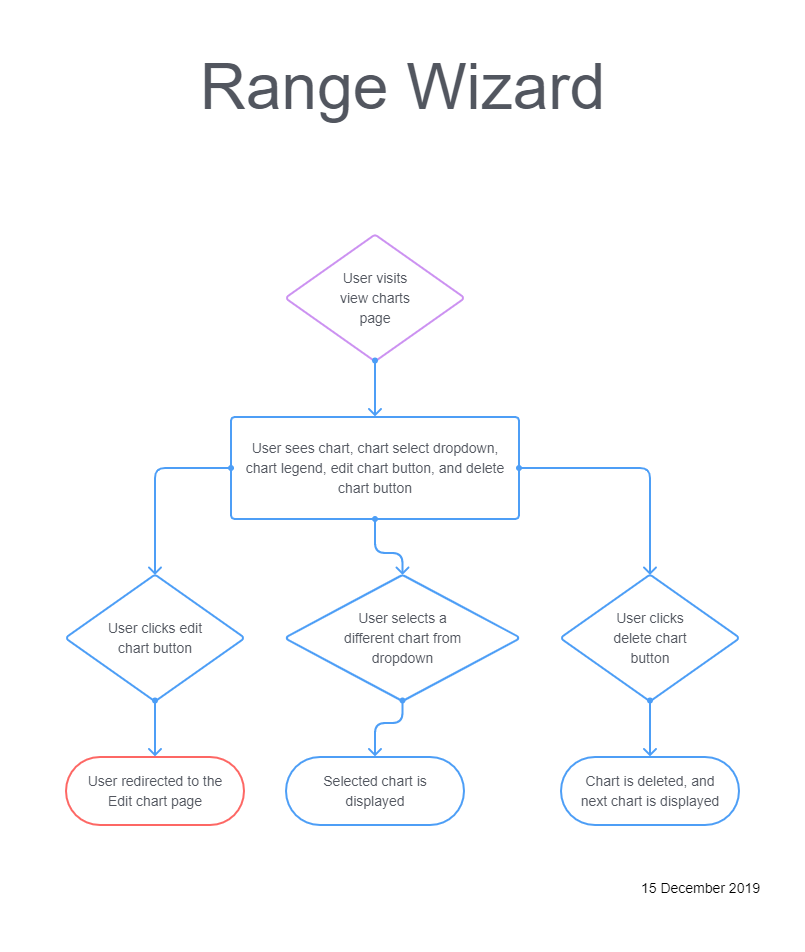 Range Wizard
User visits
view charts
page
User sees chart, chart select dropdown,
chart legend, edit chart button, and delete
chart button
User clicks edit
chart button
User selects a
different chart from
dropdown
User clicks
delete chart
button
User redirected to the
Edit chart page
Selected chart is
displayed
Chart is deleted, and
next chart is displayed
15 December 2019